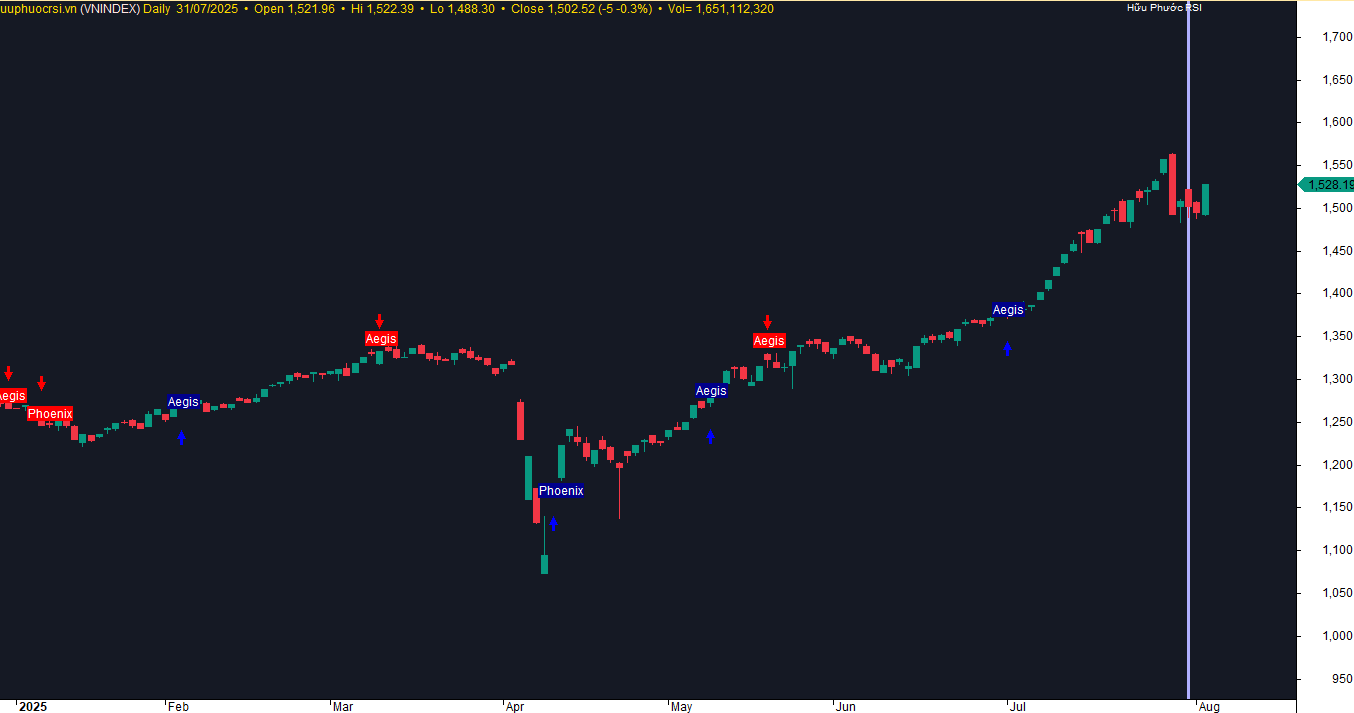 uuphuocrsi.vn (VNINDEX) Daily 31/07/2025 • Open 1,521.96 • Hi 1,522.39 • Lo 1,488.30 • Close 1,502.52 (-5 -0.3%) • Vol= 1,651,112,320
Hữu Phước RSI
1,700
1,650
1,600
1,550
1,528.19
1,500
1,450
1,400
1,350
1,300
1,250
1,200
1,150
1,100
1,050
1,000
950
Aegis
Aegis
Aegis
Aegis
Aegis
Aegis
Phoenix
Phoenix
2025 Feb Mar Apr May Jun Jul Aug